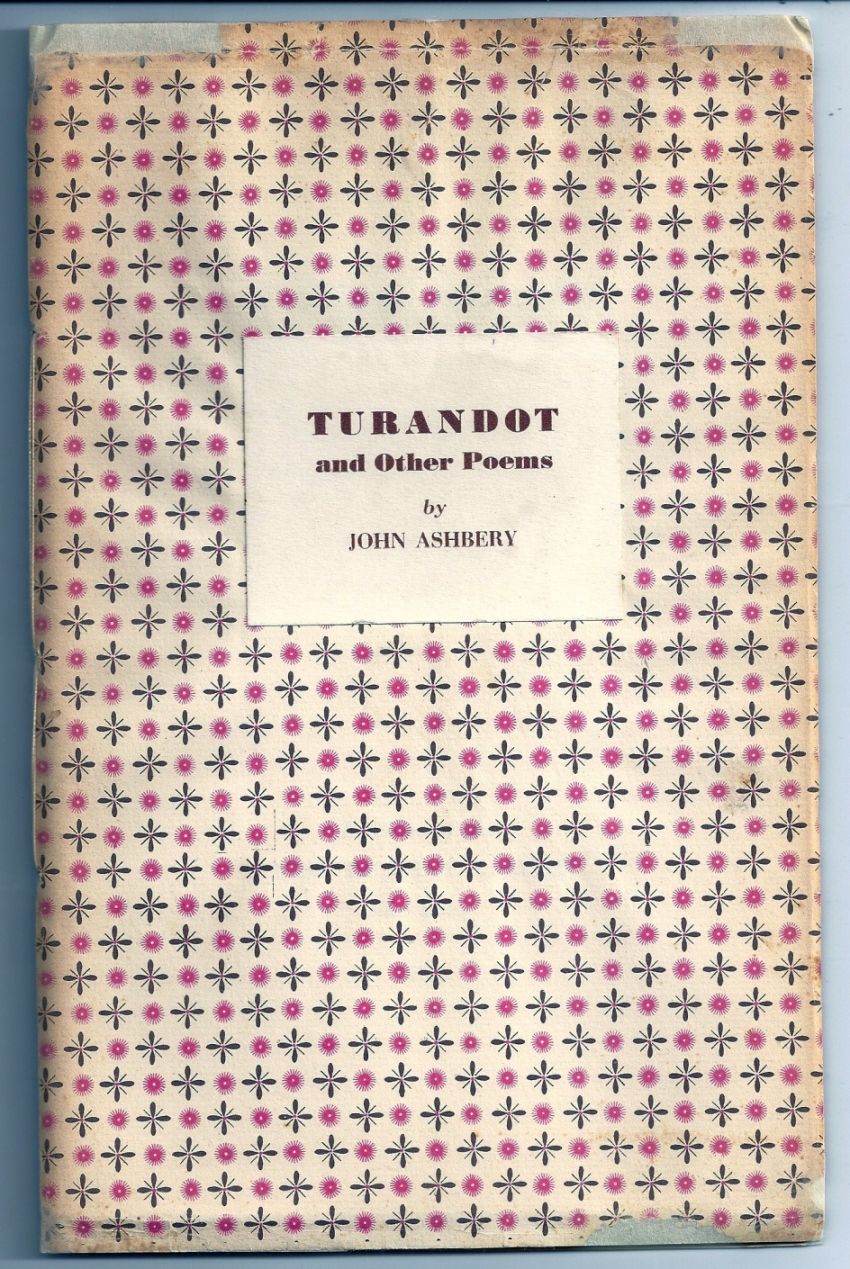 TURANDOT
and Other Poems
by
JOHN ASHBERY